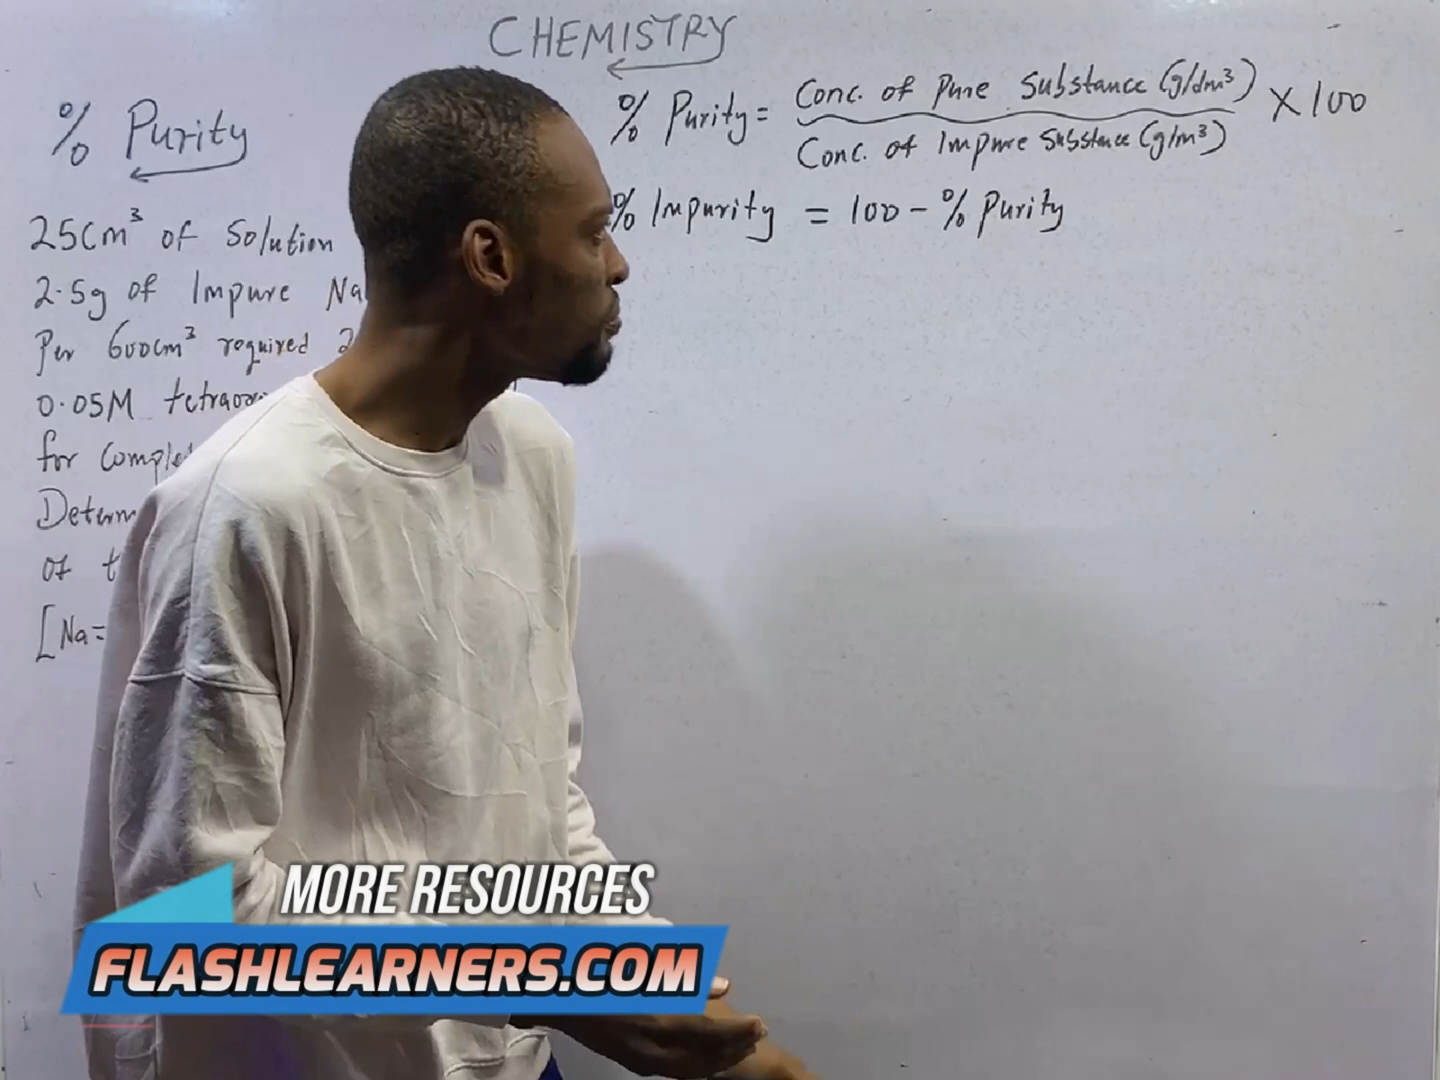 CHEMISTRY
% Purity
25cm³ of solution
2.5g of Impure Na
Per 600cm³ required 2
0.05M tetraox
for comple
Determ
of t
[Na=
% Purity = Conc. of Pure Substance (g/dm³) × 100
Conc. of Impure Substance (g/m³)
% Impurity = 100 - % Purity
MORE RESOURCES
FLASHLEARNERS.COM